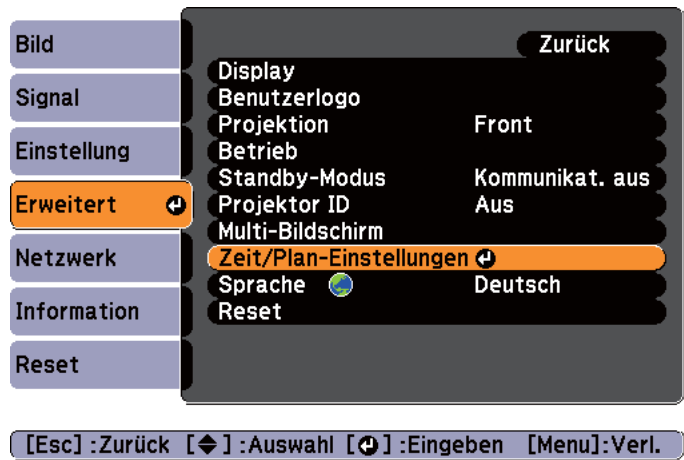 Bild
Signal
Einstellung
Erweitert
Netzwerk
Information
Reset
Zurück
Display
Benutzerlogo
Projektion Front
Betrieb
Standby-Modus Kommunikat. aus
Projektor ID Aus
Multi-Bildschirm
Zeit/Plan-Einstellungen
Sprache Deutsch
Reset
[Esc] :Zurück [◆] :Auswahl [↵] :Eingeben [Menu]:Verl.